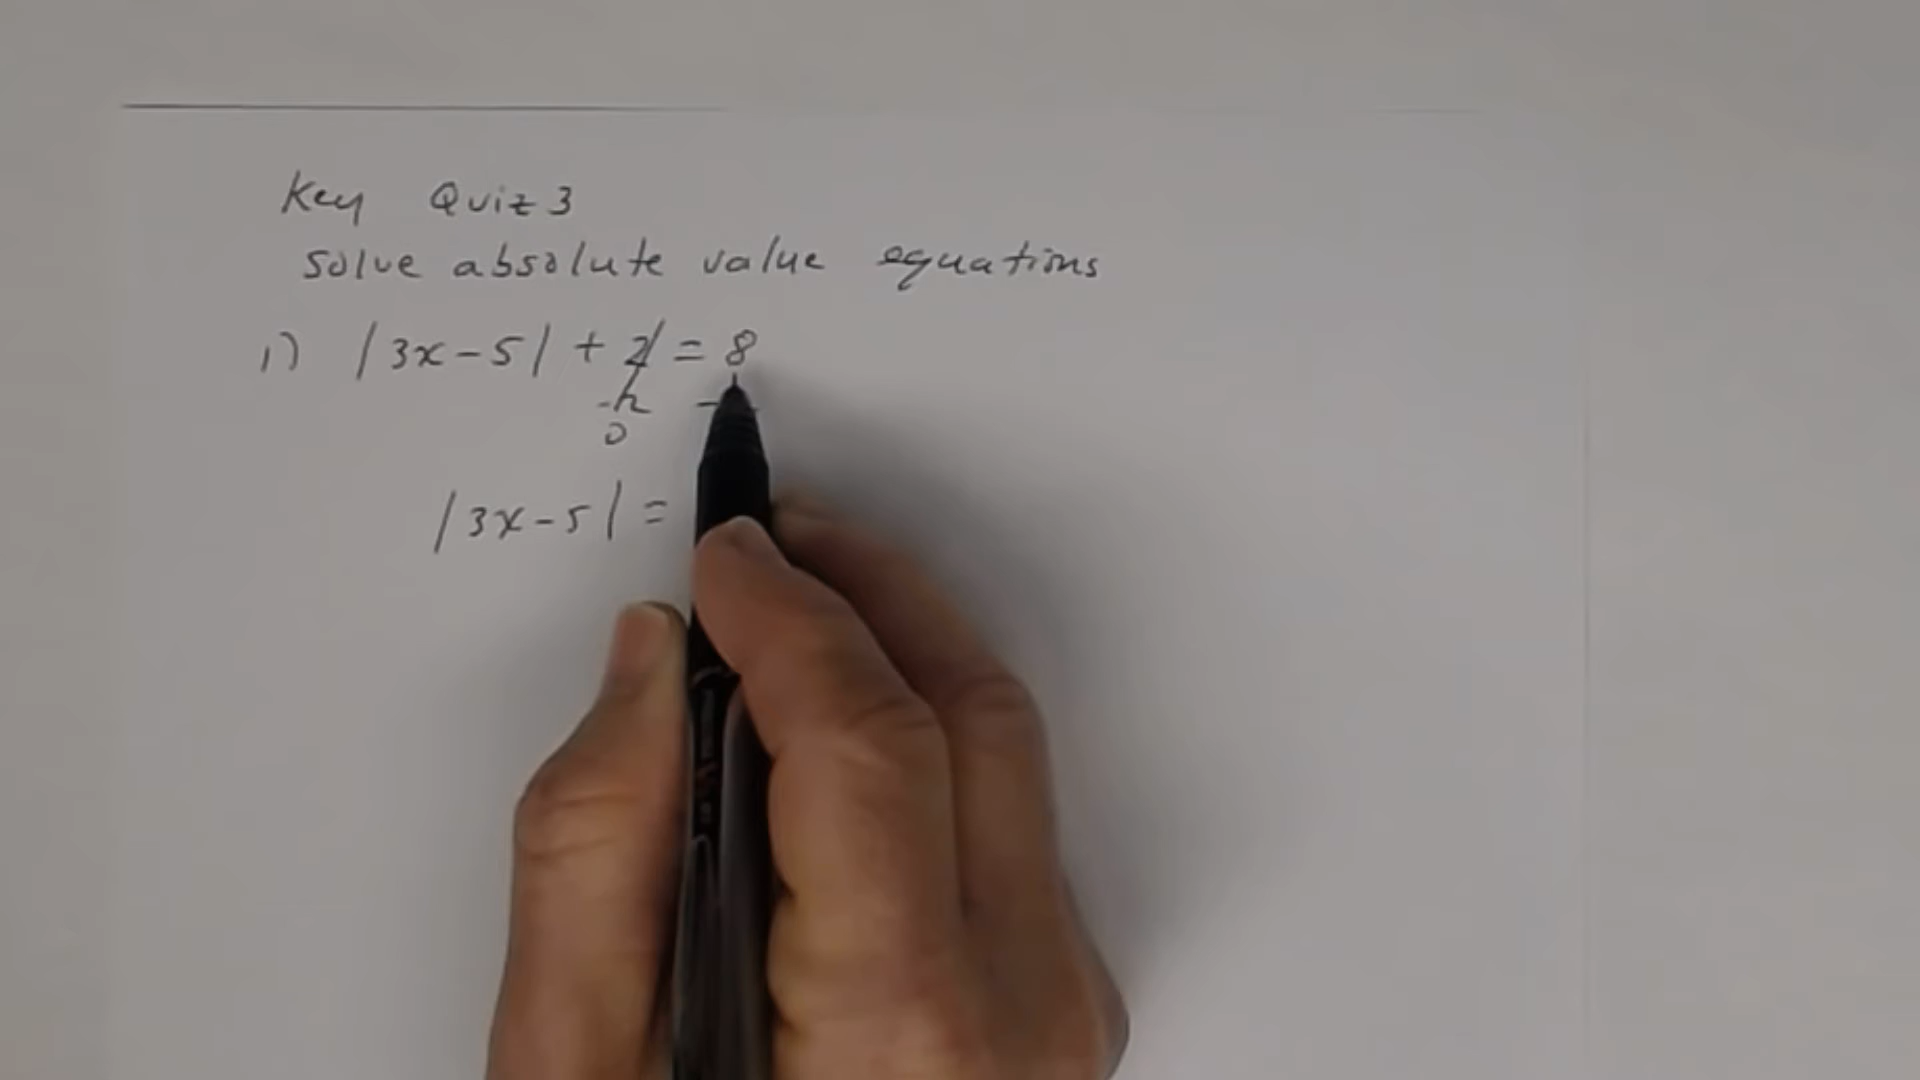 Key Quiz 3
solve absolute value equations
1) |3x-5| + 2 = 8
-2 -
0
|3x-5| =